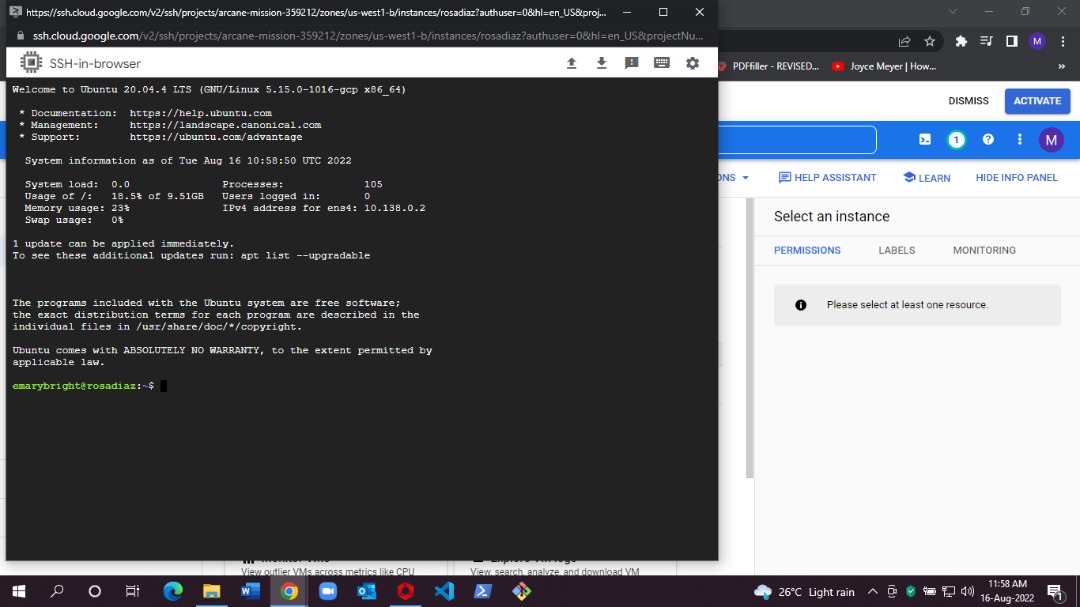 https://ssh.cloud.google.com/v2/ssh/projects/arcane-mission-359212/zones/us-west1-b/instances/rosadiaz?authuser=0&hl=en_US&proj...
ssh.cloud.google.com/v2/ssh/projects/arcane-mission-359212/zones/us-west1-b/instances/rosadiaz?authuser=0&hl=en_US&projectNu...
SSH-in-browser
Welcome to Ubuntu 20.04.4 LTS (GNU/Linux 5.15.0-1016-gcp x86_64)
* Documentation: https://help.ubuntu.com
* Management: https://landscape.canonical.com
* Support: https://ubuntu.com/advantage
System information as of Tue Aug 16 10:58:50 UTC 2022
System load: 0.0 Processes: 105
Usage of /: 18.5% of 9.51GB Users logged in: 0
Memory usage: 23% IPv4 address for ens4: 10.138.0.2
Swap usage: 0%
1 update can be applied immediately.
To see these additional updates run: apt list --upgradable
The programs included with the Ubuntu system are free software;
the exact distribution terms for each program are described in the
individual files in /usr/share/doc/*/copyright.
Ubuntu comes with ABSOLUTELY NO WARRANTY, to the extent permitted by
applicable law.
emarybright@rosadiaz:~$
M
PDFfiller - REVISED... Joyce Meyer | How... »
DISMISS ACTIVATE
1 M
ONS HELP ASSISTANT LEARN HIDE INFO PANEL
Select an instance
PERMISSIONS LABELS MONITORING
Please select at least one resource.
View outlier VMs across metrics like CPU
View, search, analyze, and download VM
26°C Light rain
11:58 AM
16-Aug-2022
1